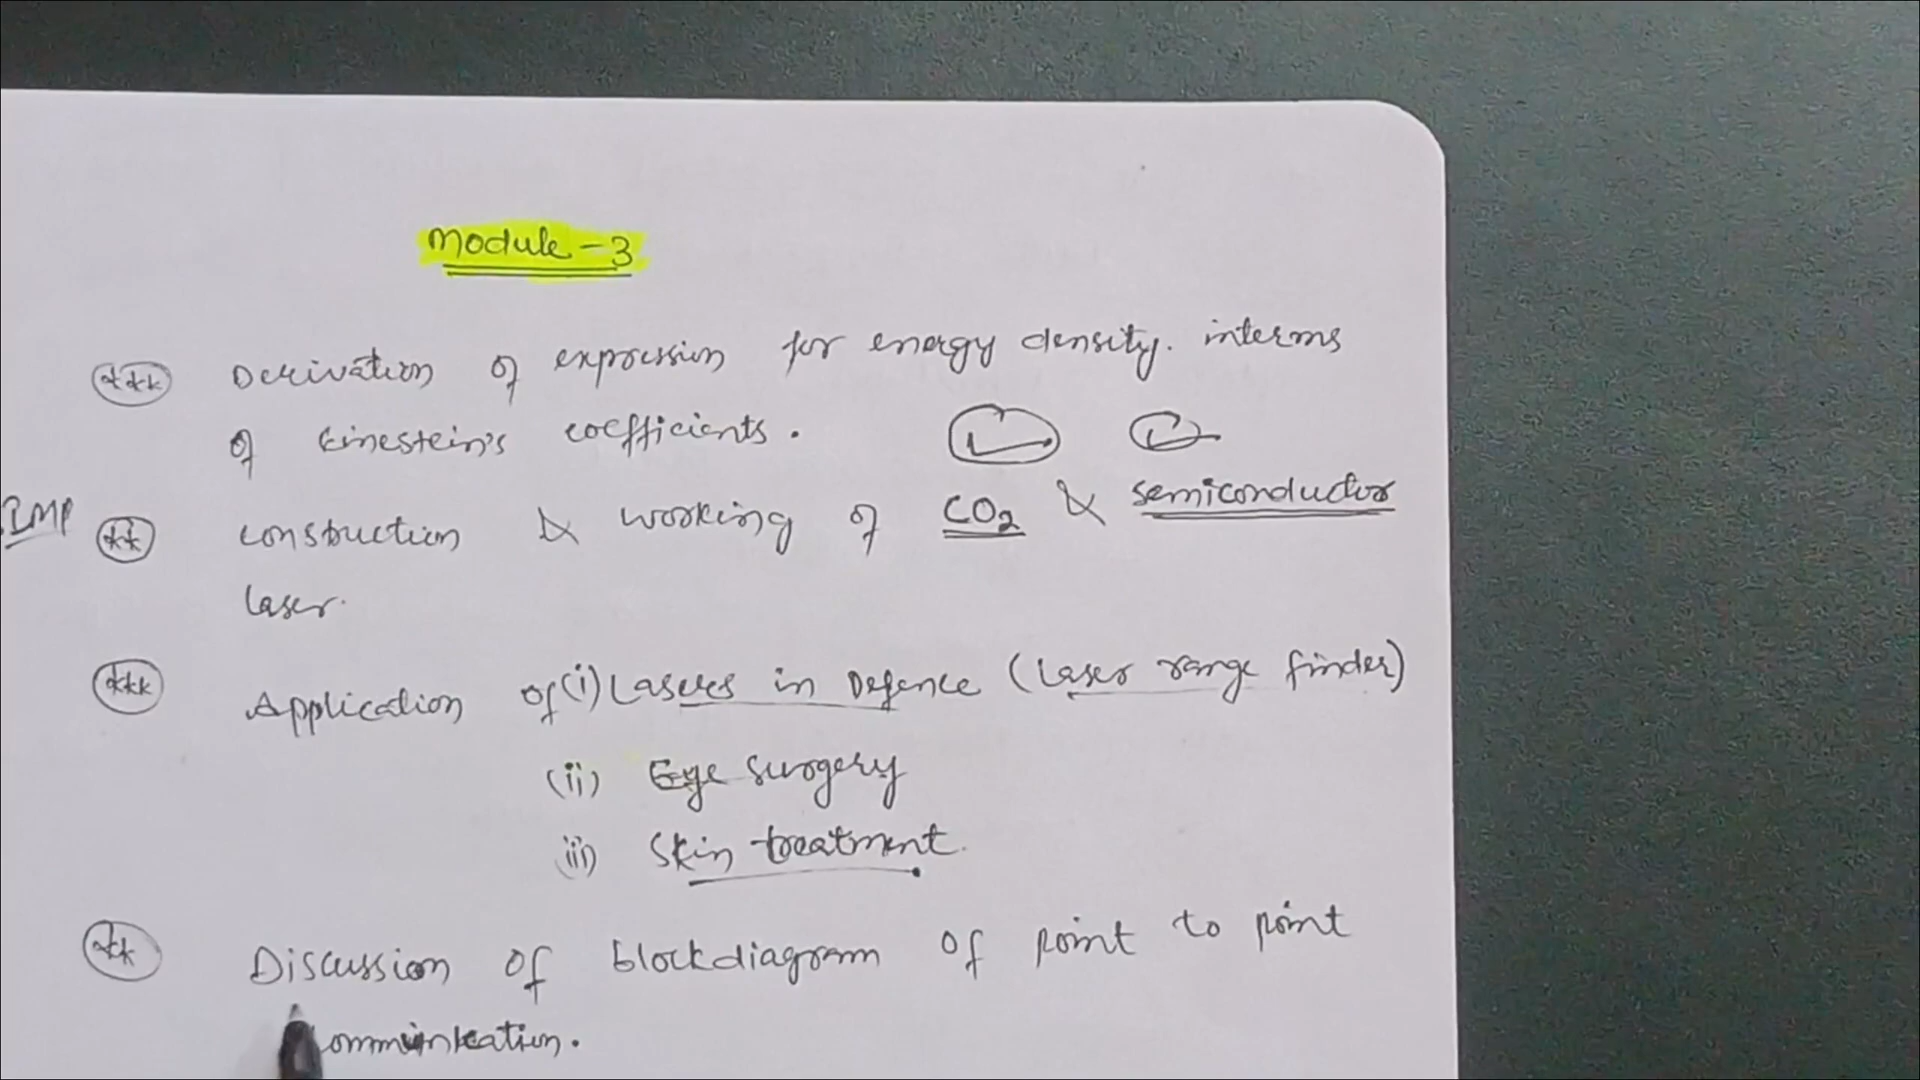 Module - 3
*** Derivation of expression for energy density. interms
of Einestein's coefficients.
IMP ** construction & working of CO2 & semiconductor
laser.
*** Application of (i) Lasers in Defence (Laser range finder)
(ii) Eye surgery
iii) Skin treatment.
** Discussion of blockdiagram of point to point
communication.